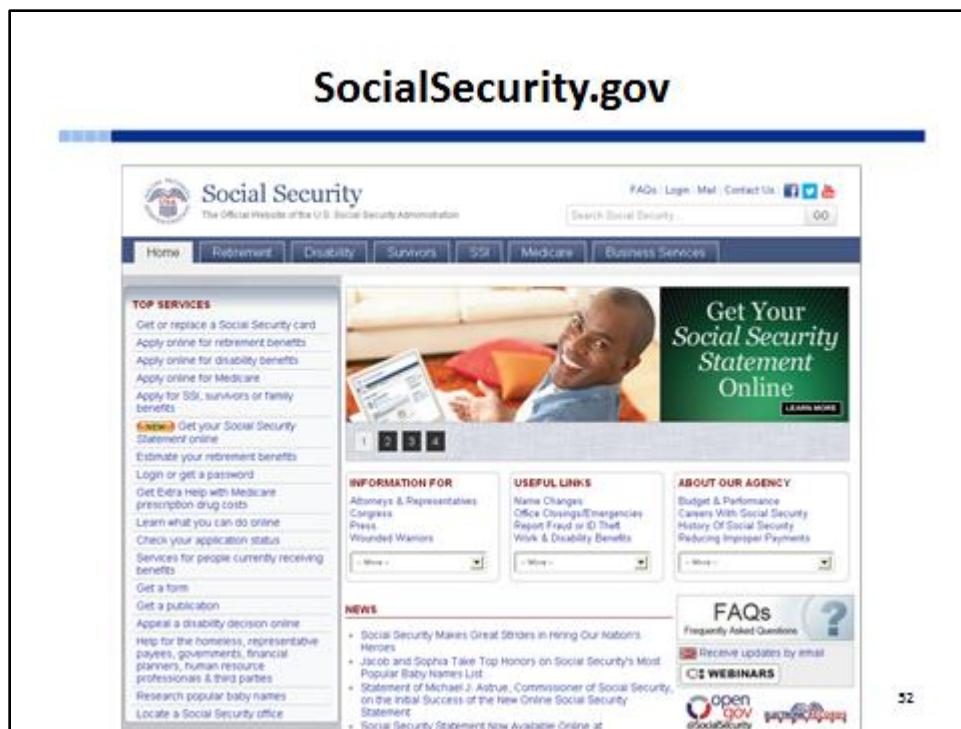 SocialSecurity.gov
Social Security
The Official Website of the U.S. Social Security Administration
FAQs Login Mail Contact Us
Search Social Security
GO
Home Retirement Disability Survivors SSI Medicare Business Services
TOP SERVICES
Get or replace a Social Security card
Apply online for retirement benefits
Apply online for disability benefits
Apply online for Medicare
Apply for SSI, survivors or family
benefits
NEW Get your Social Security
Statement online
Estimate your retirement benefits
Login or get a password
Get Extra Help with Medicare
prescription drug costs
Learn what you can do online
Check your application status
Services for people currently receiving
benefits
Get a form
Get a publication
Appeal a disability decision online
Help for the homeless, representative
payees, governments, financial
planners, human resource
professionals & third parties
Research popular baby names
Locate a Social Security office
Get Your
Social Security
Statement
Online
LEARN MORE
1 2 3 4
INFORMATION FOR
Attorneys & Representatives
Congress
Press
Wounded Warriors
- More -
USEFUL LINKS
Name Changes
Office Closings/Emergencies
Report Fraud or ID Theft
Work & Disability Benefits
- More -
ABOUT OUR AGENCY
Budget & Performance
Careers With Social Security
History Of Social Security
Reducing Improper Payments
- More -
NEWS
Social Security Makes Great Strides in Hiring Our Nation's
Heroes
Jacob and Sophia Take Top Honors on Social Security's Most
Popular Baby Names List
Statement of Michael J. Astrue, Commissioner of Social Security,
on the Initial Success of the New Online Social Security
Statement
Social Security Statement Now Available Online at
FAQs
Frequently Asked Questions
?
Receive updates by email
WEBINARS
open
gov
eSocialSecurity
52